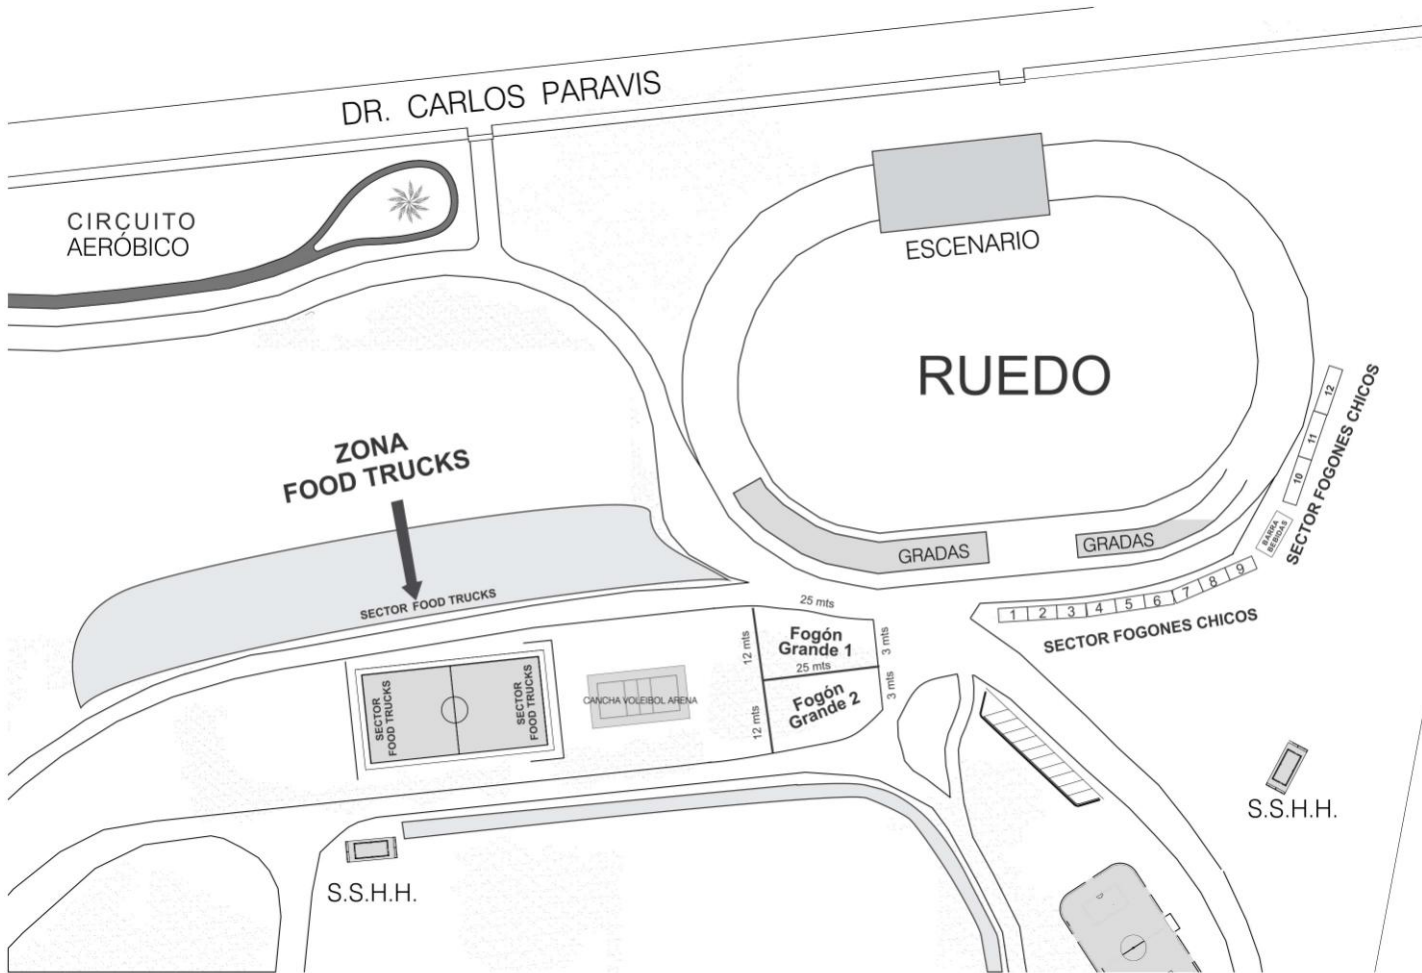 DR. CARLOS PARAVIS
CIRCUITO
AERÓBICO
ESCENARIO
RUEDO
ZONA
FOOD TRUCKS
SECTOR FOOD TRUCKS
GRADAS
GRADAS
12
11
10
SECTOR FOGONES CHICOS
BARRA
BEBIDAS
1 2 3 4 5 6 7 8 9
SECTOR FOGONES CHICOS
25 mts
12 mts
Fogón
Grande 1
3 mts
25 mts
12 mts
Fogón
Grande 2
3 mts
SECTOR
FOOD TRUCKS
SECTOR
FOOD TRUCKS
CANCHA VOLEIBOL ARENA
S.S.H.H.
S.S.H.H.